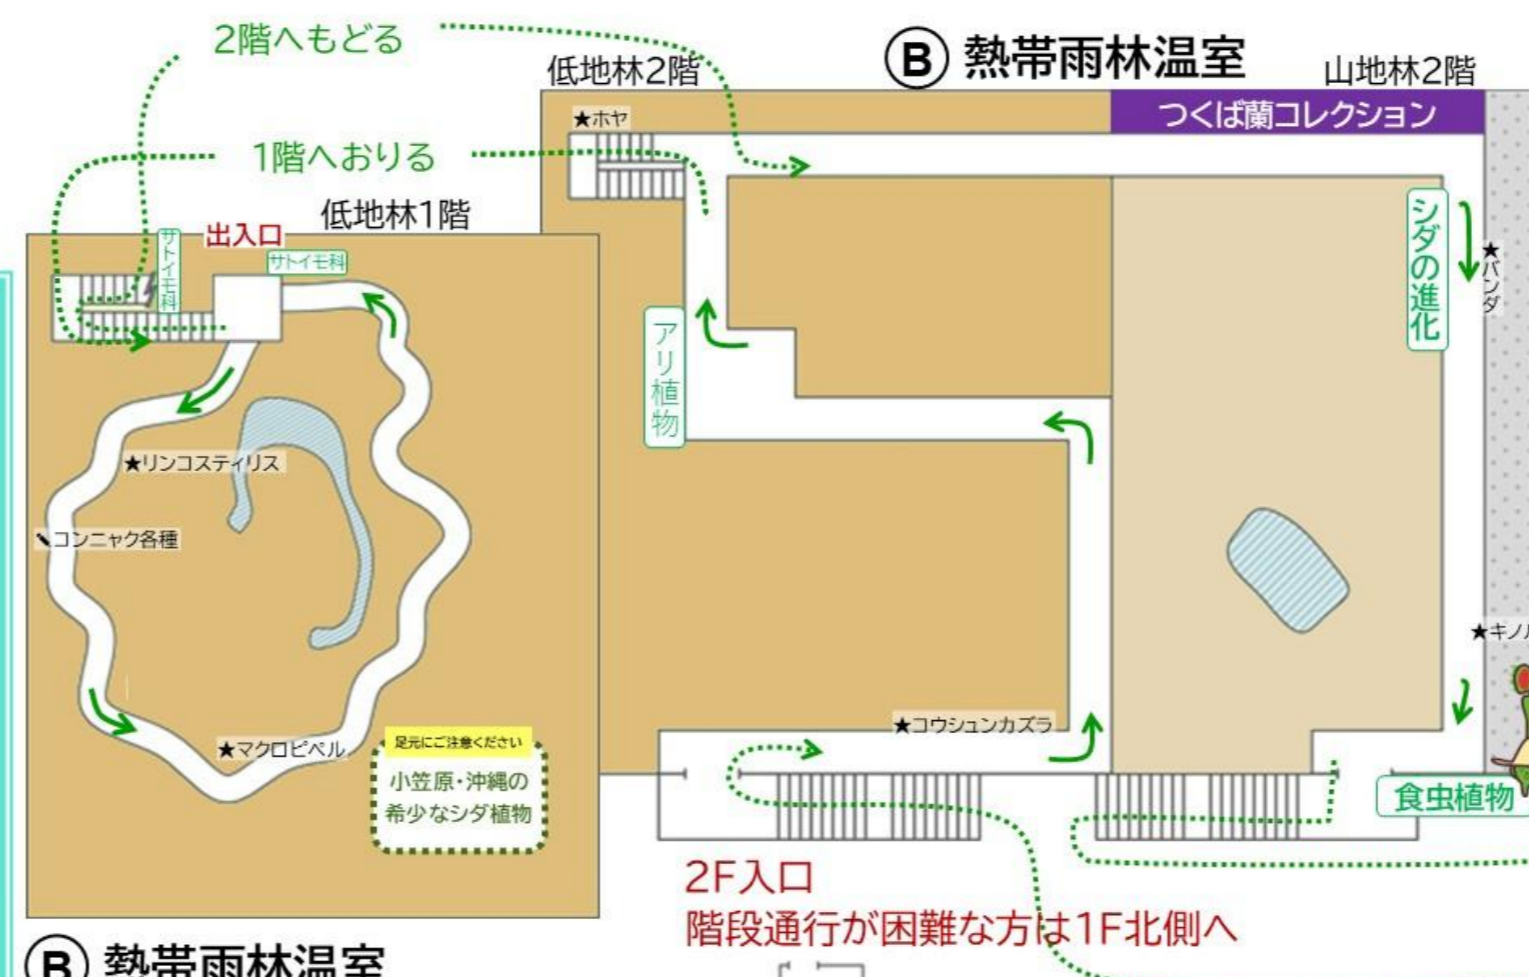 2階へもどる
低地林2階
Ⓑ 熱帯雨林温室
山地林2階
★ホヤ
つくば蘭コレクション
1階へおりる
低地林1階
出入口
サトイモ科
サトイモ科
シダの進化
★バンダ
アリ植物
★リンコスティリス
コンニャク各種
★キノル
★コウシュンカズラ
★マクロピペル
足元にご注意ください
小笠原・沖縄の
希少なシダ植物
食虫植物
2F入口
階段通行が困難な方は1F北側へ
Ⓑ 熱帯雨林温室